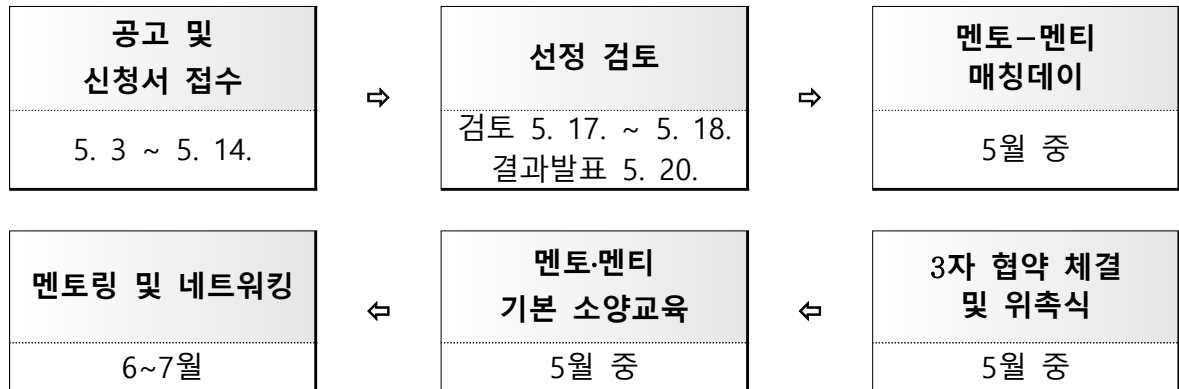 공고 및
신청서 접수
5. 3 ~ 5. 14.
⇨
선정 검토
검토 5. 17. ~ 5. 18.
결과발표 5. 20.
⇨
멘토-멘티
매칭데이
5월 중
3자 협약 체결
및 위촉식
5월 중
⇦
멘토·멘티
기본 소양교육
5월 중
⇦
멘토링 및 네트워킹
6~7월